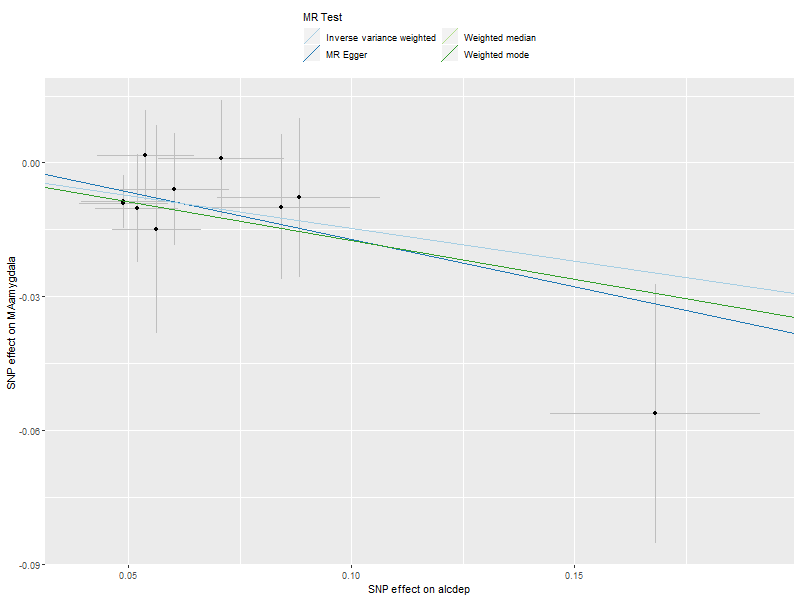 MR Test
Inverse variance weighted
Weighted median
MR Egger
Weighted mode
SNP effect on MAamygdala
0.00
-0.03
-0.06
-0.09
0.05
0.10
0.15
SNP effect on alcdep